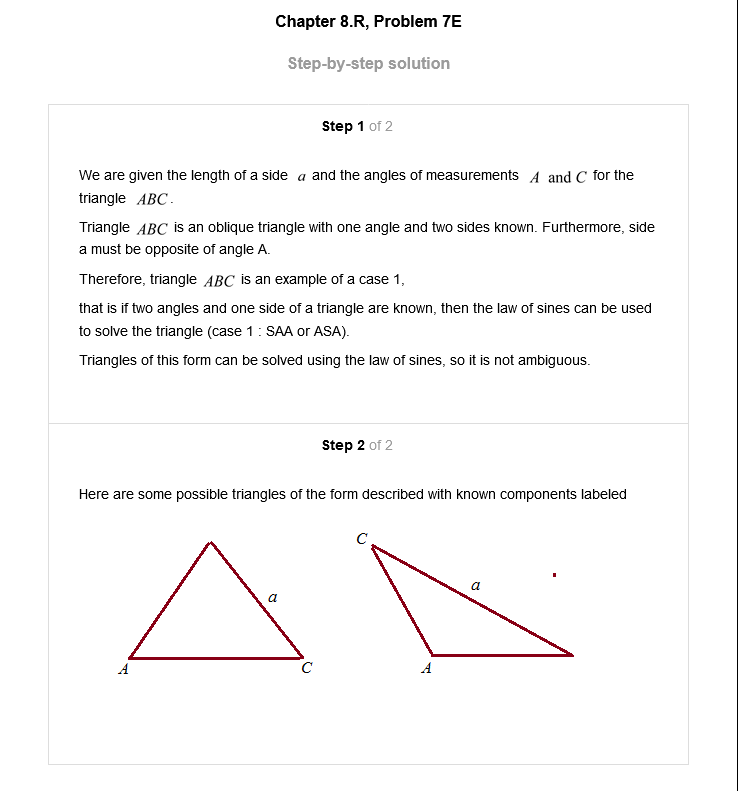 Chapter 8.R, Problem 7E
Step-by-step solution
Step 1 of 2
We are given the length of a side a and the angles of measurements A and C for the
triangle ABC.
Triangle ABC is an oblique triangle with one angle and two sides known. Furthermore, side
a must be opposite of angle A.
Therefore, triangle ABC is an example of a case 1,
that is if two angles and one side of a triangle are known, then the law of sines can be used
to solve the triangle (case 1 : SAA or ASA).
Triangles of this form can be solved using the law of sines, so it is not ambiguous.
Step 2 of 2
Here are some possible triangles of the form described with known components labeled
C
a
a
A
C
A